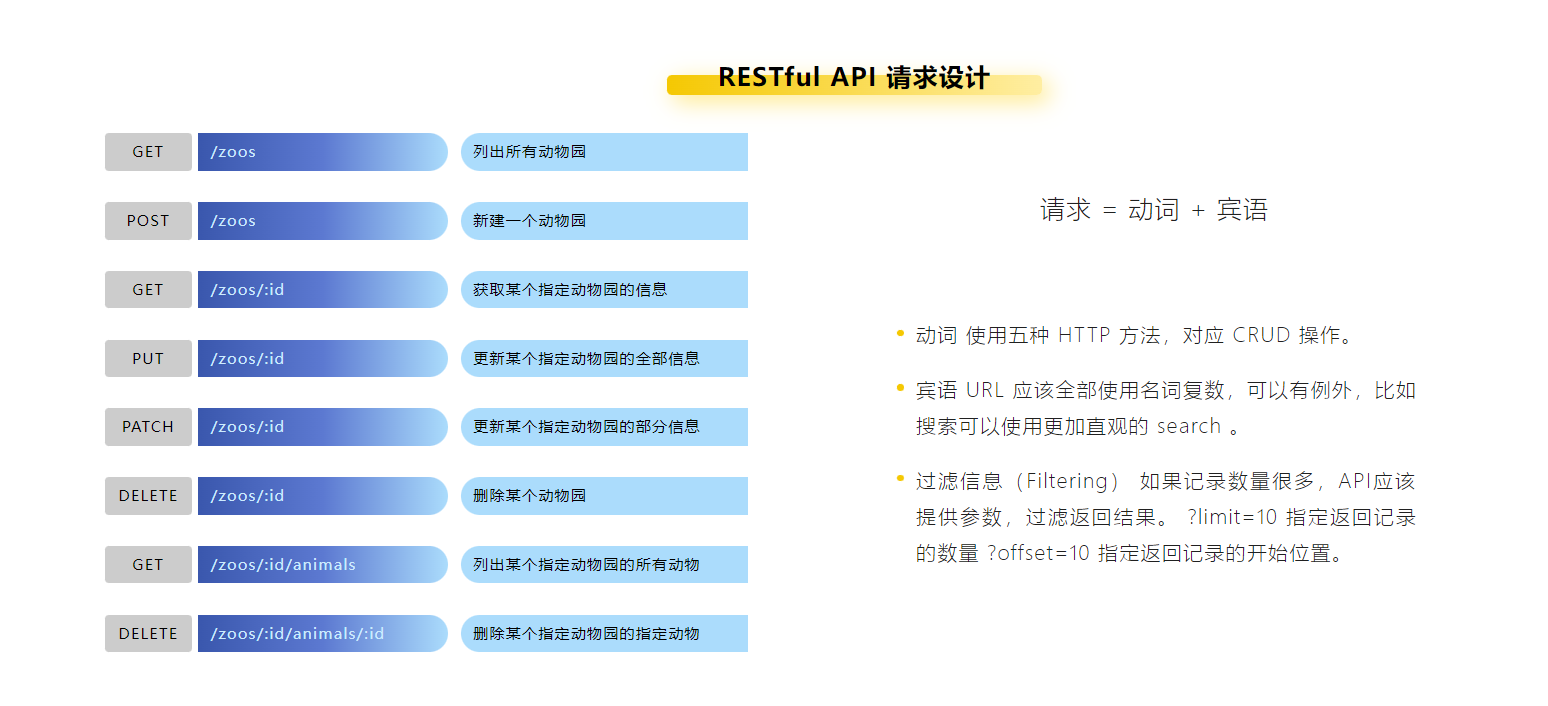 RESTful API 请求设计
GET /zoos 列出所有动物园
POST /zoos 新建一个动物园
GET /zoos/:id 获取某个指定动物园的信息
PUT /zoos/:id 更新某个指定动物园的全部信息
PATCH /zoos/:id 更新某个指定动物园的部分信息
DELETE /zoos/:id 删除某个动物园
GET /zoos/:id/animals 列出某个指定动物园的所有动物
DELETE /zoos/:id/animals/:id 删除某个指定动物园的指定动物
请求 = 动词 + 宾语
动词 使用五种 HTTP 方法，对应 CRUD 操作。
宾语 URL 应该全部使用名词复数，可以有例外，比如
搜索可以使用更加直观的 search 。
过滤信息（Filtering） 如果记录数量很多，API应该
提供参数，过滤返回结果。 ?limit=10 指定返回记录
的数量 ?offset=10 指定返回记录的开始位置。